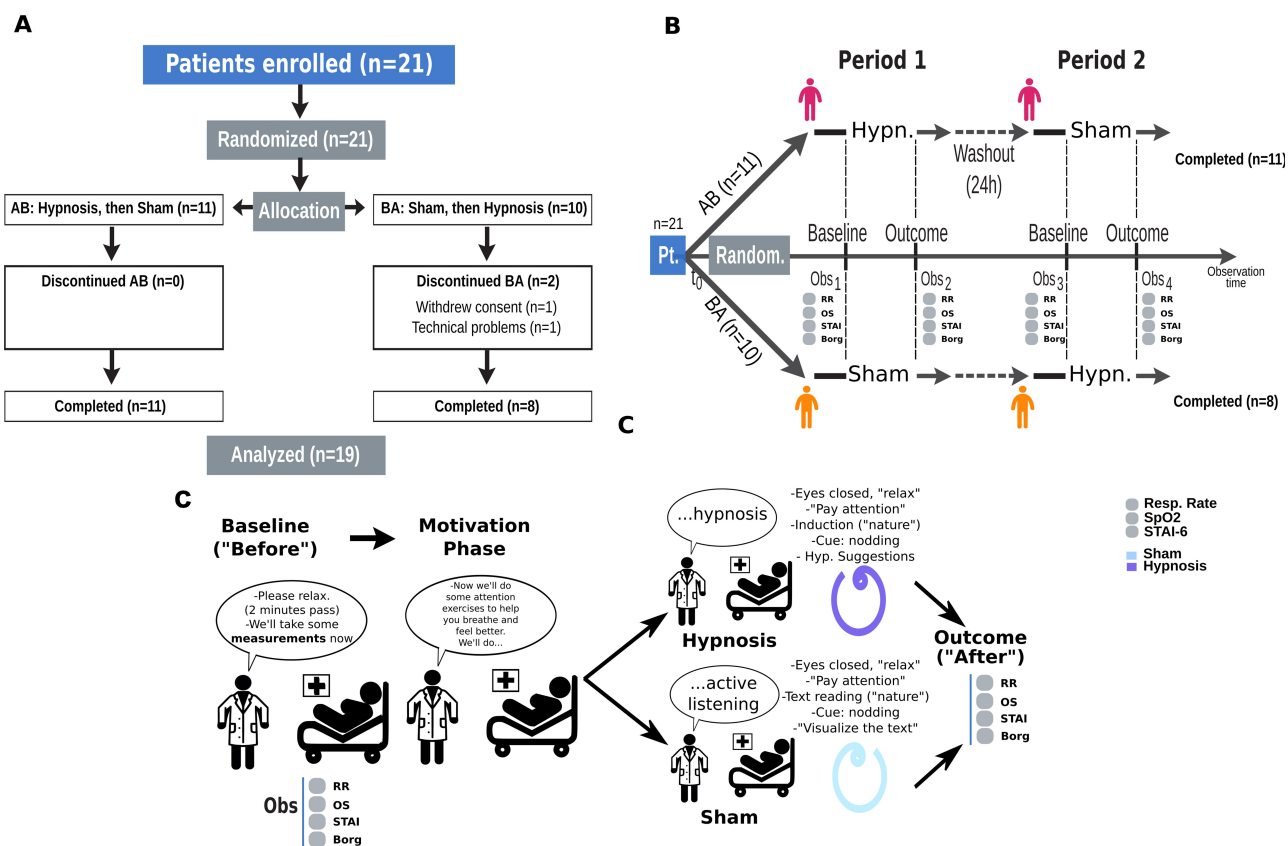 A
Patients enrolled (n=21)
Randomized (n=21)
Allocation
AB: Hypnosis, then Sham (n=11)
BA: Sham, then Hypnosis (n=10)
Discontinued AB (n=0)
Discontinued BA (n=2)
Withdrew consent (n=1)
Technical problems (n=1)
Completed (n=11)
Completed (n=8)
Analyzed (n=19)
B
Period 1
Period 2
Hypn.
Sham
Washout
(24h)
Completed (n=11)
AB (n=11)
n=21
Pt.
Random.
t0
Baseline
Outcome
Baseline
Outcome
Observation
time
Obs1
RR
OS
STAI
Borg
Obs2
RR
OS
STAI
Borg
Obs3
RR
OS
STAI
Borg
Obs4
RR
OS
STAI
Borg
BA (n=10)
Sham
Hypn.
Completed (n=8)
C
C
Baseline
("Before")
Motivation
Phase
-Please relax.
(2 minutes pass)
-We'll take some
measurements now
-Now we'll do
some attention
exercises to help
you breathe and
feel better.
We'll do...
Obs
RR
OS
STAI
Borg
...hypnosis
-Eyes closed, "relax"
-"Pay attention"
-Induction ("nature")
-Cue: nodding
- Hyp. Suggestions
Hypnosis
...active
listening
-Eyes closed, "relax"
-"Pay attention"
-Text reading ("nature")
-Cue: nodding
-"Visualize the text"
Sham
Outcome
("After")
RR
OS
STAI
Borg
Resp. Rate
SpO2
STAI-6
Sham
Hypnosis